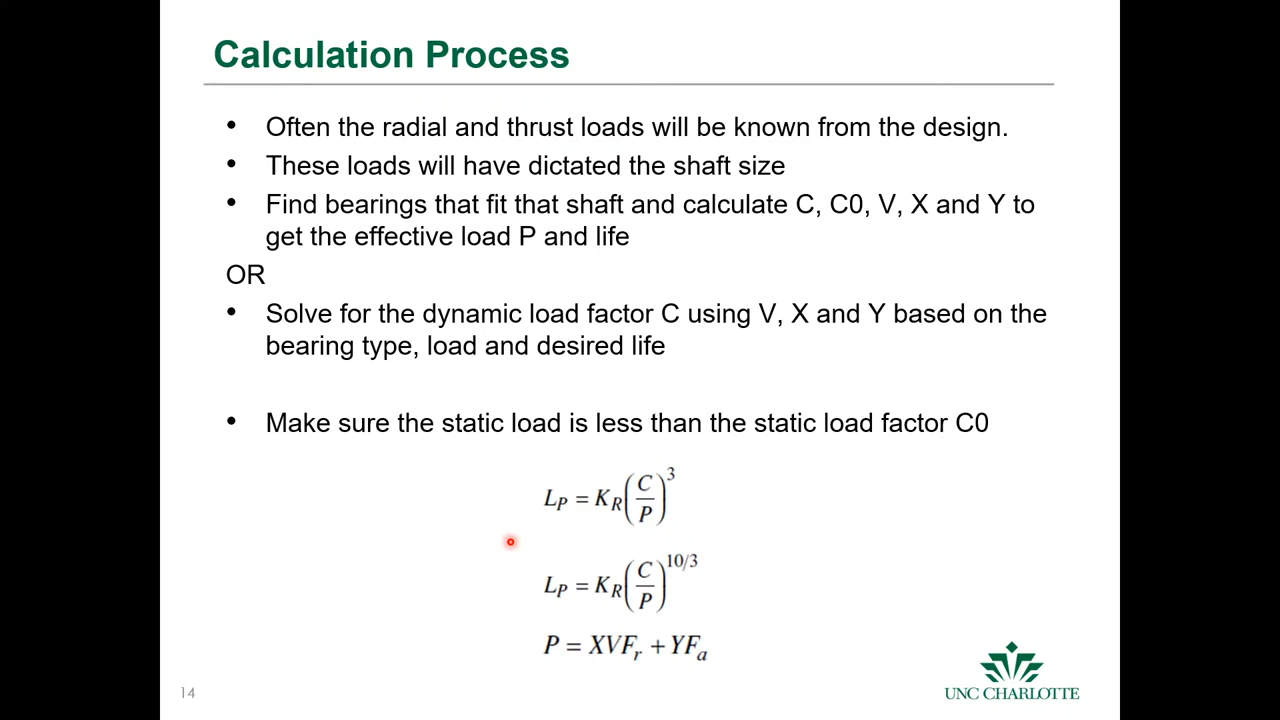 Calculation Process
• Often the radial and thrust loads will be known from the design.
• These loads will have dictated the shaft size
• Find bearings that fit that shaft and calculate C, C0, V, X and Y to
get the effective load P and life
OR
• Solve for the dynamic load factor C using V, X and Y based on the
bearing type, load and desired life
• Make sure the static load is less than the static load factor C0
L_P = K_R (C/P)^3
L_P = K_R (C/P)^{10/3}
P = XVF_r + YF_a
14
UNC CHARLOTTE